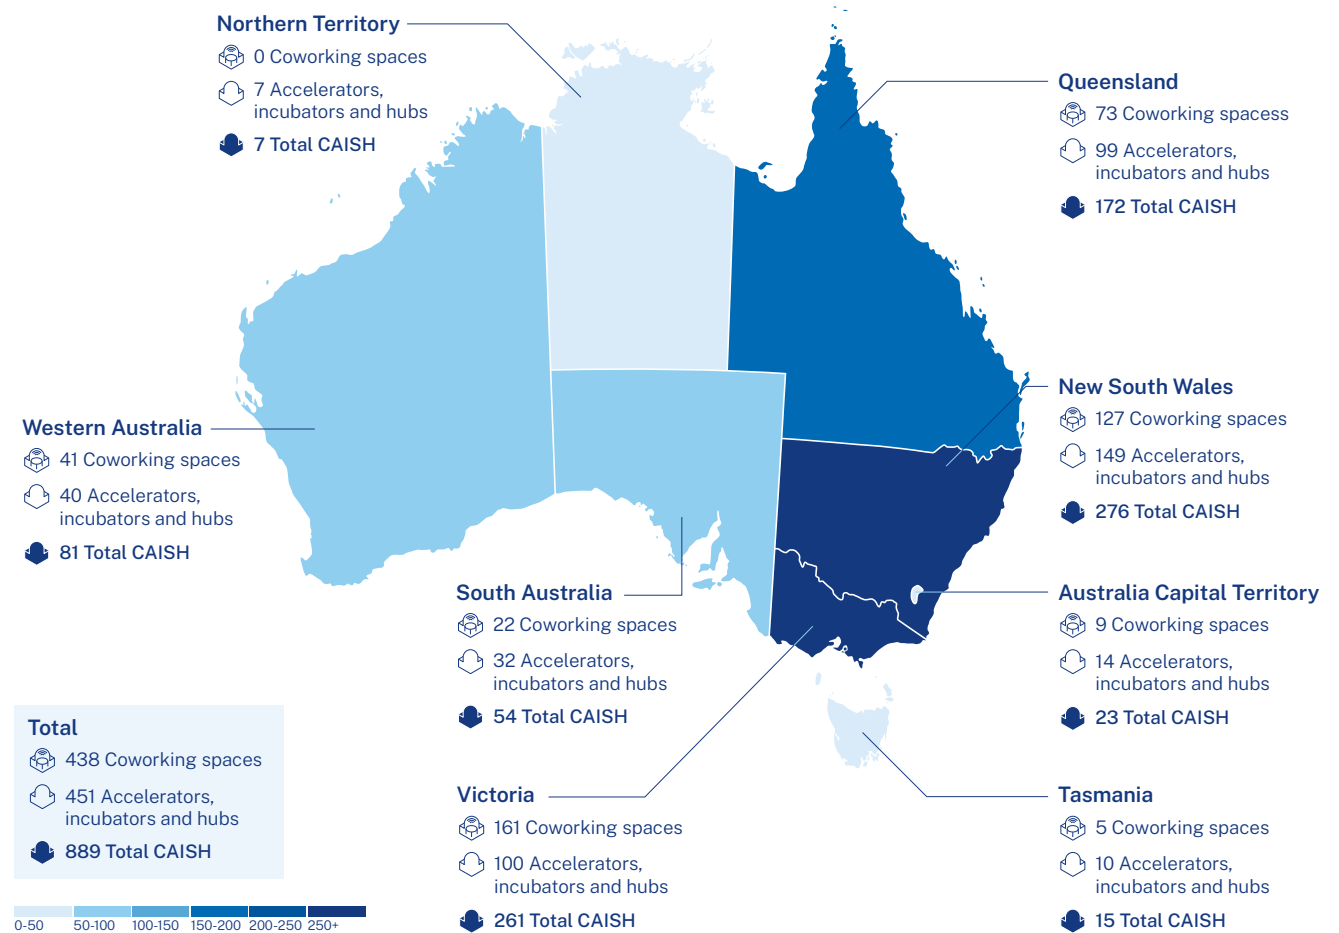 Northern Territory
0 Coworking spaces
7 Accelerators,
incubators and hubs
7 Total CAISH
Queensland
73 Coworking spacess
99 Accelerators,
incubators and hubs
172 Total CAISH
New South Wales
127 Coworking spaces
149 Accelerators,
incubators and hubs
276 Total CAISH
Western Australia
41 Coworking spaces
40 Accelerators,
incubators and hubs
81 Total CAISH
South Australia
22 Coworking spaces
32 Accelerators,
incubators and hubs
54 Total CAISH
Australia Capital Territory
9 Coworking spaces
14 Accelerators,
incubators and hubs
23 Total CAISH
Total
438 Coworking spaces
451 Accelerators,
incubators and hubs
889 Total CAISH
Victoria
161 Coworking spaces
100 Accelerators,
incubators and hubs
261 Total CAISH
Tasmania
5 Coworking spaces
10 Accelerators,
incubators and hubs
15 Total CAISH
0-50 50-100 100-150 150-200 200-250 250+